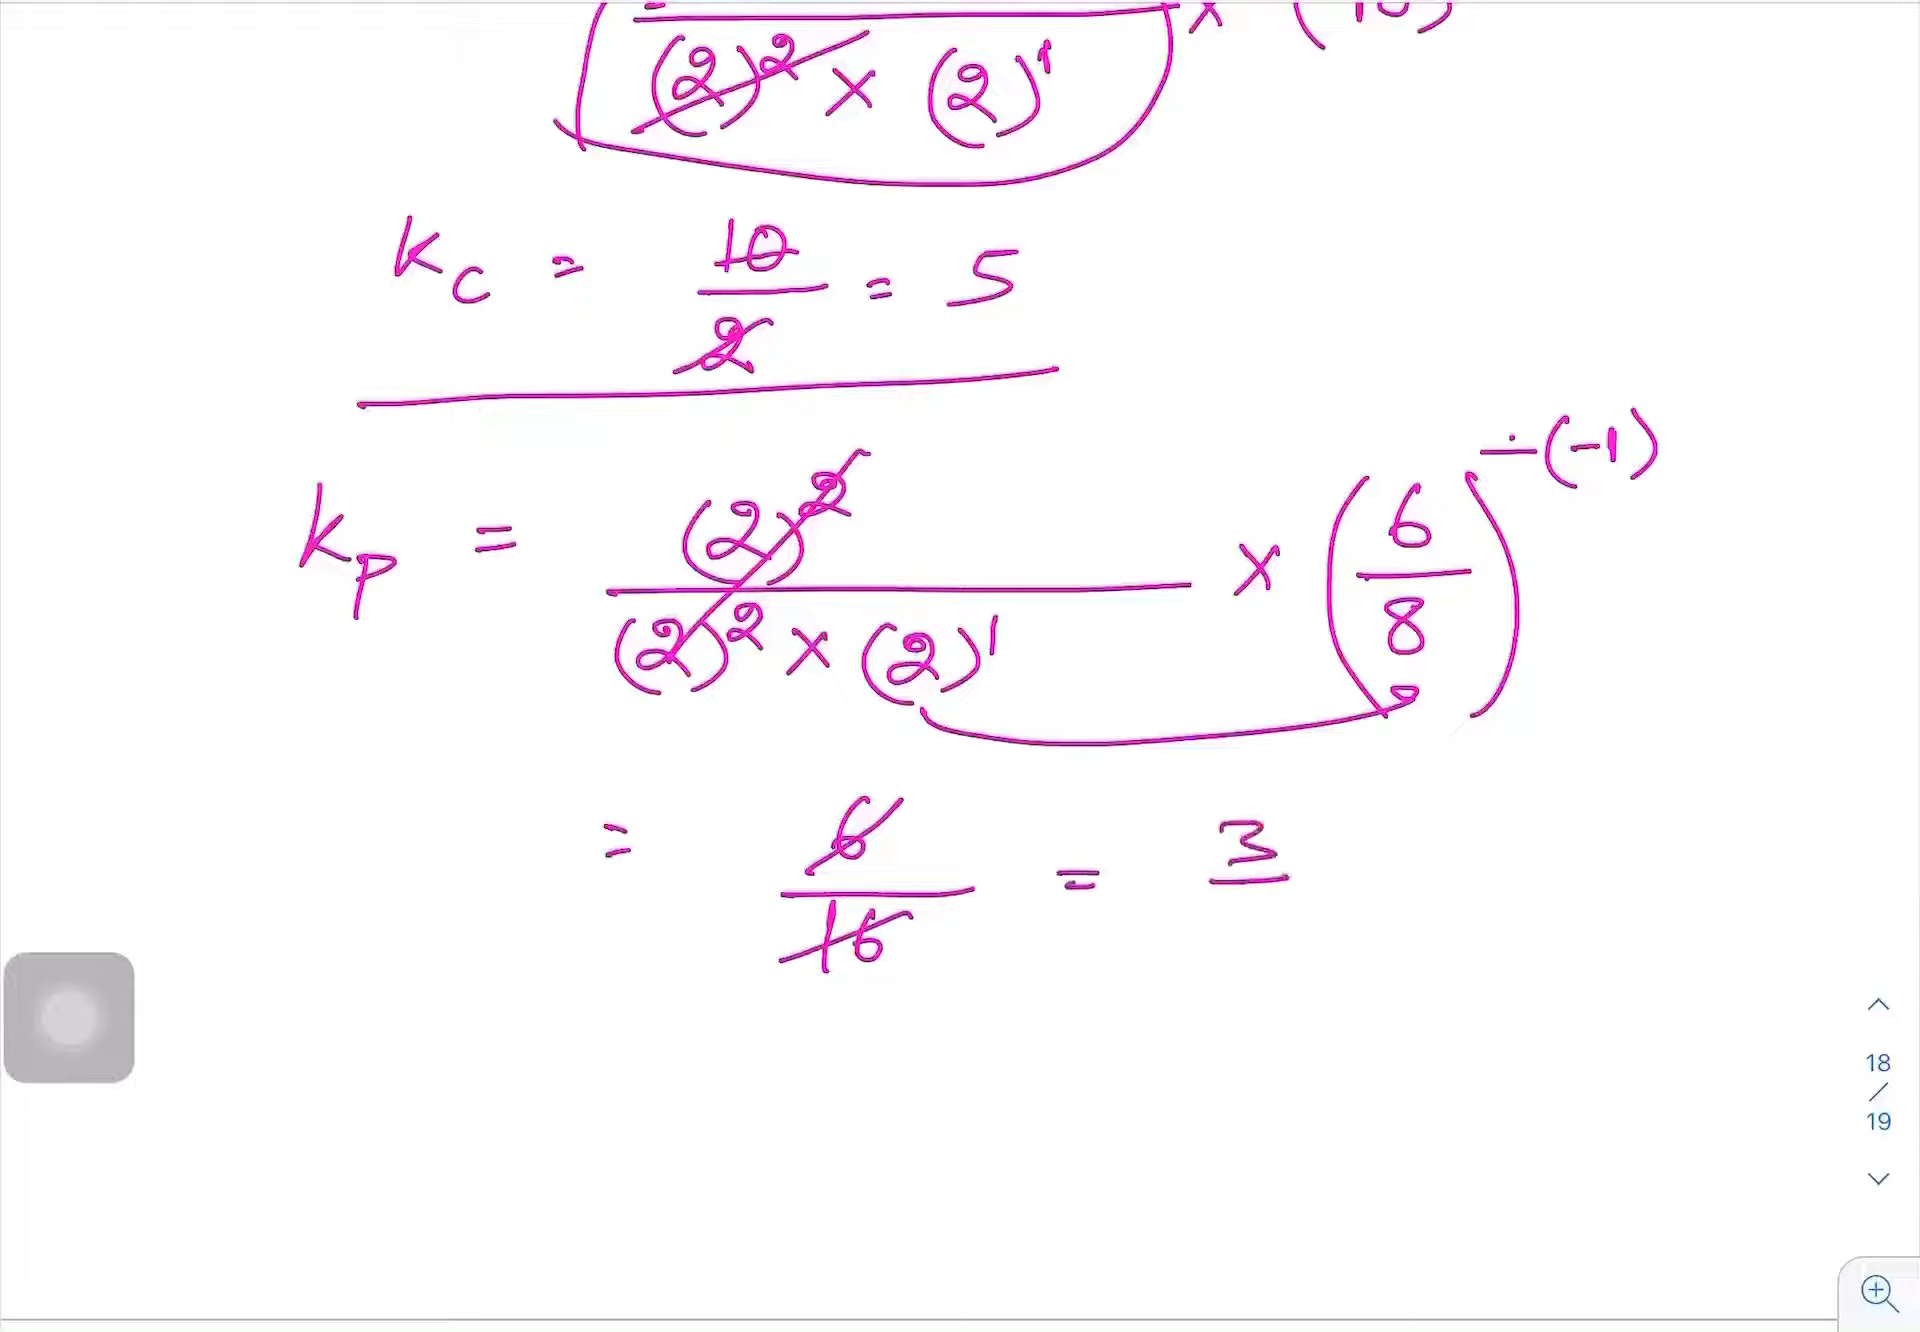 (2)² × (2)¹ × (10)
kc = 10/2 = 5
kp = (2)²/(2)² × (2)¹ × (6/8)^-(-1)
= 6/16 = 3
18
/
19